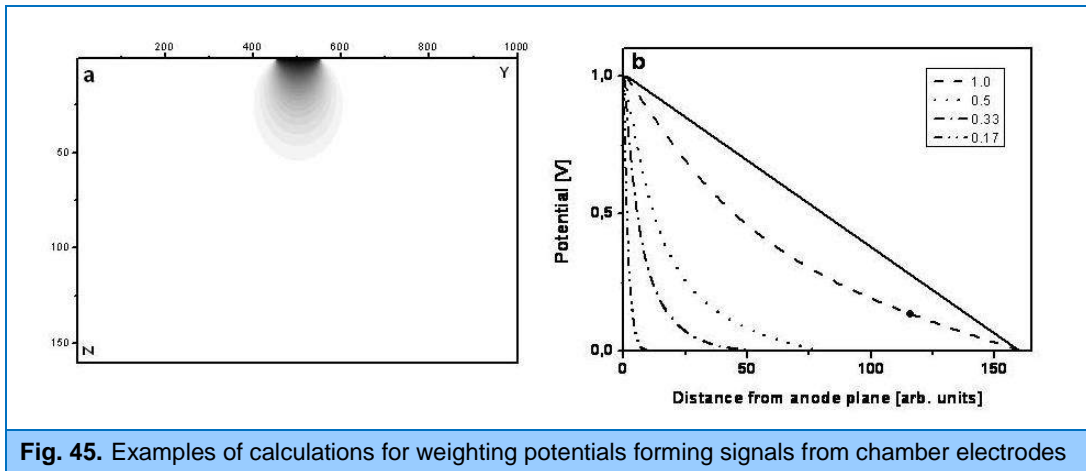 200 400 600 800 1000
a
Y
50
100
150
Z
b
1,0
0,5
0,0
Potential [V]
1.0
0.5
0.33
0.17
0 50 100 150
Distance from anode plane [arb. units]
Fig. 45. Examples of calculations for weighting potentials forming signals from chamber electrodes